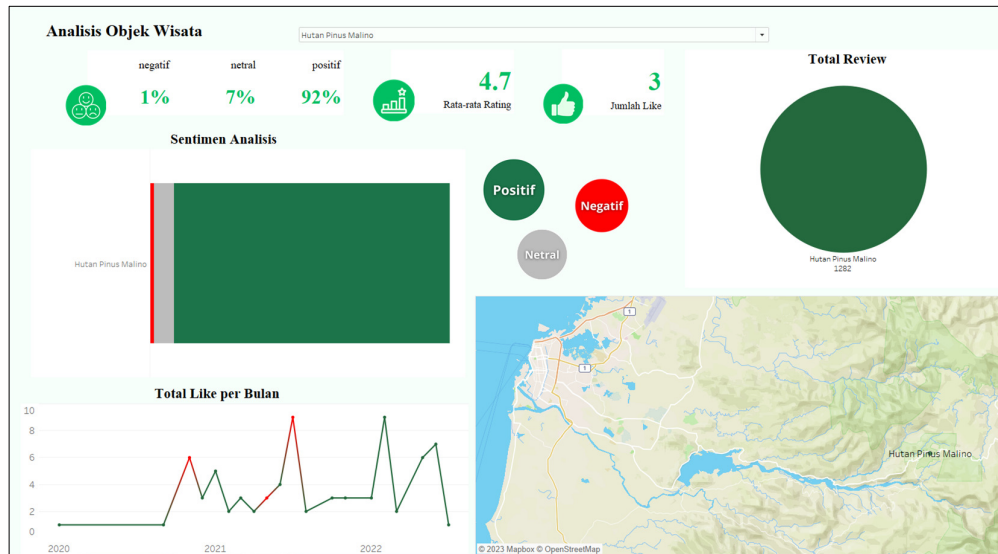 Analisis Objek Wisata
Hutan Pinus Malino
negatif netral positif
1% 7% 92%
4.7
Rata-rata Rating
3
Jumlah Like
Total Review
Hutan Pinus Malino
1282
Sentimen Analisis
Hutan Pinus Malino
Positif
Negatif
Netral
Total Like per Bulan
10
8
6
4
2
0
2020 2021 2022
1
1
Hutan Pinus Malino
© 2023 Mapbox © OpenStreetMap